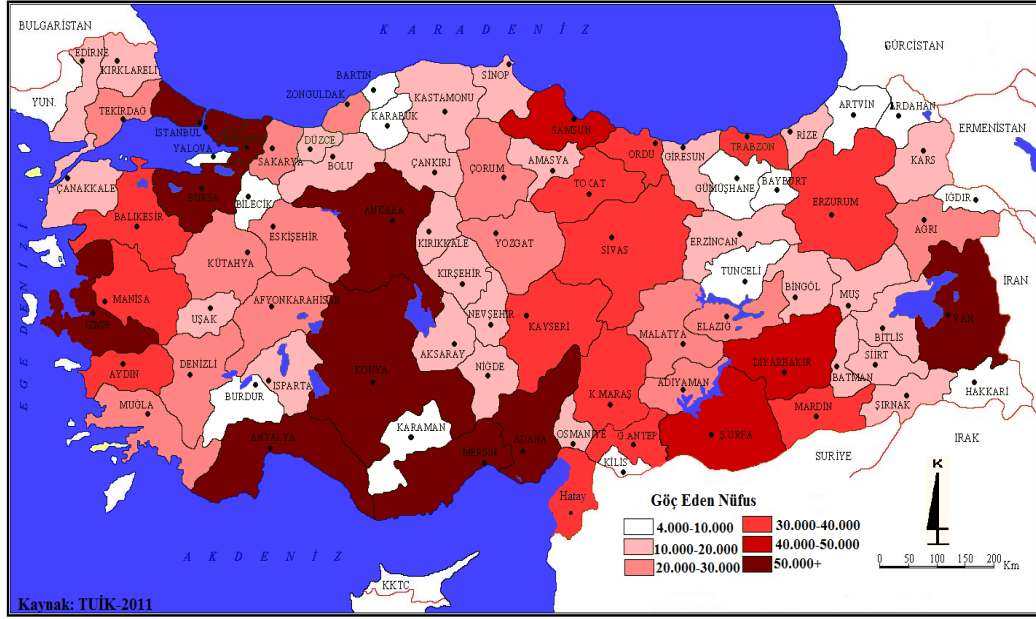 BULGARİSTAN
K A R A D E N İ Z
GÜRCİSTAN
EDİRNE
KIRKLARELİ
SİNOP
BARTIN
ZONGULDAK
KASTAMONU
YUN.
TEKİRDAĞ
ARTVİN
ARDAHAN
KARABÜK
SAMSUN
ERMENİSTAN
İSTANBUL
RİZE
YALOVA
SAKARYA
DÜZCE
BOLU
ÇANKIRI
ÇORUM
AMASYA
ORDU
GİRESUN
TRABZON
KARS
ÇANAKKALE
BURSA
BİLECİK
TOKAT
GÜMÜŞHANE
BAYBURT
ERZURUM
IĞDIR
BALIKESİR
ANKARA
AĞRI
ESKİŞEHİR
KIRIKKALE
YOZGAT
SİVAS
ERZİNCAN
KÜTAHYA
KIRŞEHİR
TUNCELİ
İRAN
MANİSA
AFYONKARAHİSAR
BİNGÖL
MUŞ
UŞAK
NEVŞEHİR
KAYSERİ
İZMİR
ELAZIĞ
VAN
MALATYA
BİTLİS
AKSARAY
SİİRT
AYDIN
DENİZLİ
NİĞDE
DİYARBAKIR
ISPARTA
KONYA
BATMAN
BURDUR
K.MARAŞ
ADIYAMAN
HAKKARİ
MUĞLA
MARDİN
ŞIRNAK
KARAMAN
ANTALYA
ADANA
OSMANİYE
G.ANTEP
Ş.URFA
IRAK
MERSİN
SURİYE
KİLİS
E G E D E N İ Z İ
Hatay
Göç Eden Nüfus
4.000-10.000
30.000-40.000
10.000-20.000
40.000-50.000
20.000-30.000
50.000+
K
0 50 100 150 200 Km
A K D E N İ Z
KKTC
Kaynak: TUİK-2011